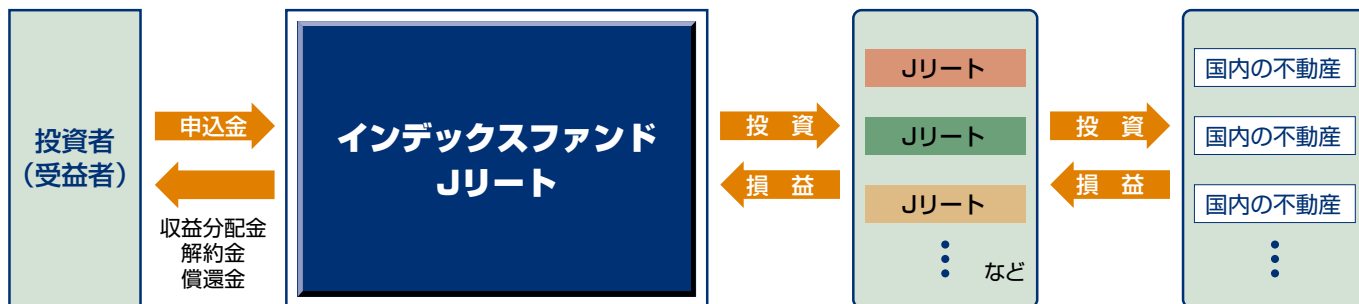 投資者
（受益者）
申込金
収益分配金
解約金
償還金
インデックスファンド
Jリート
投 資
損 益
Jリート
Jリート
Jリート
など
投 資
損 益
国内の不動産
国内の不動産
国内の不動産